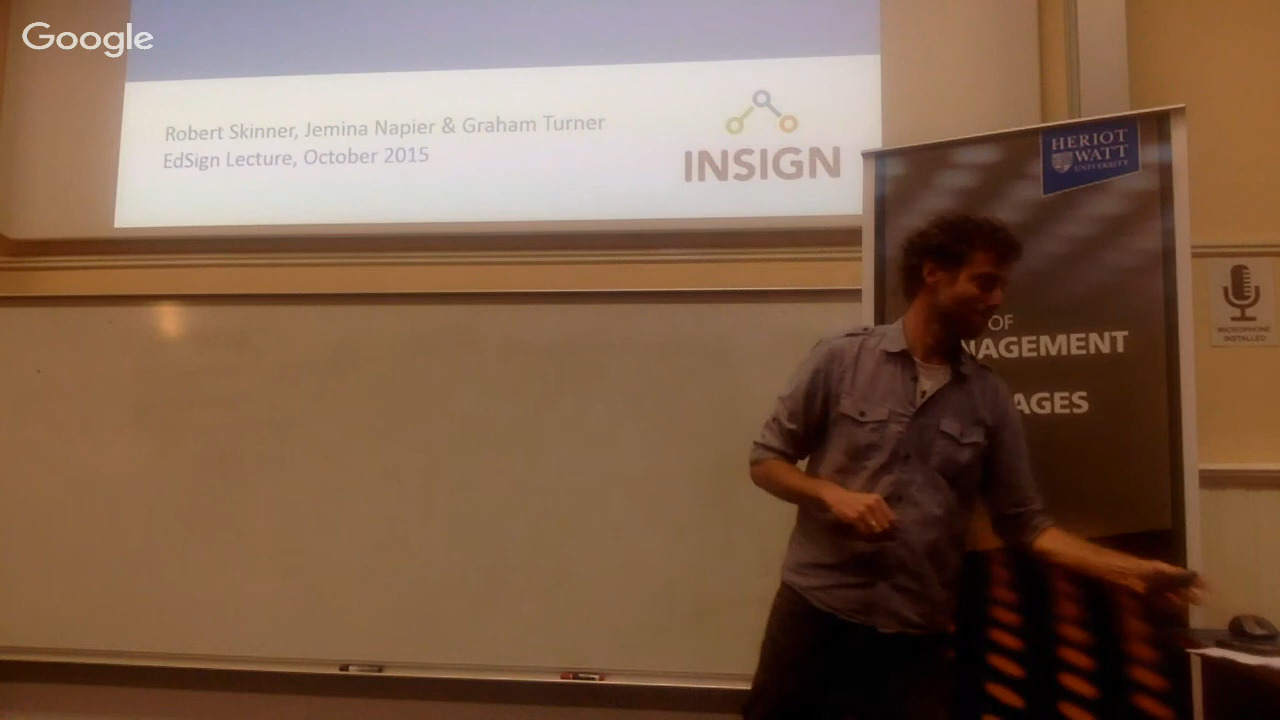 Google
Robert Skinner, Jemina Napier & Graham Turner
EdSign Lecture, October 2015
INSIGN
HERIOT
WATT
UNIVERSITY
OF
NAGEMENT
AGES
MICROPHONE
INSTALLED